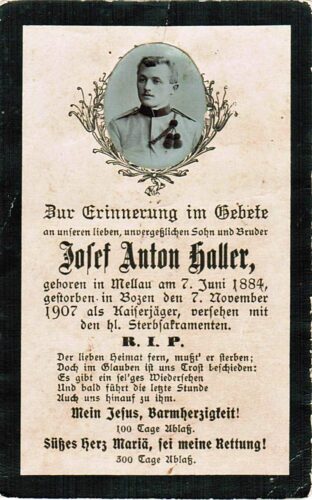 Zur Erinnerung im Gebete
an unseren lieben, unvergeßlichen Sohn und Bruder
Josef Anton Haller,
geboren in Mellau am 7. Juni 1884,
gestorben in Bozen den 7. November
1907 als Kaiserjäger, versehen mit
den hl. Sterbsakramenten.
R. I. P.
Der lieben Heimat fern, mußt' er sterben;
Doch im Glauben ist uns Trost beschieden:
Es gibt ein sel'ges Wiedersehen
Und bald führt die letzte Stunde
Auch uns hinauf zu ihm.
Mein Jesus, Barmherzigkeit!
100 Tage Ablaß.
Süßes Herz Mariä, sei meine Rettung!
300 Tage Ablaß.